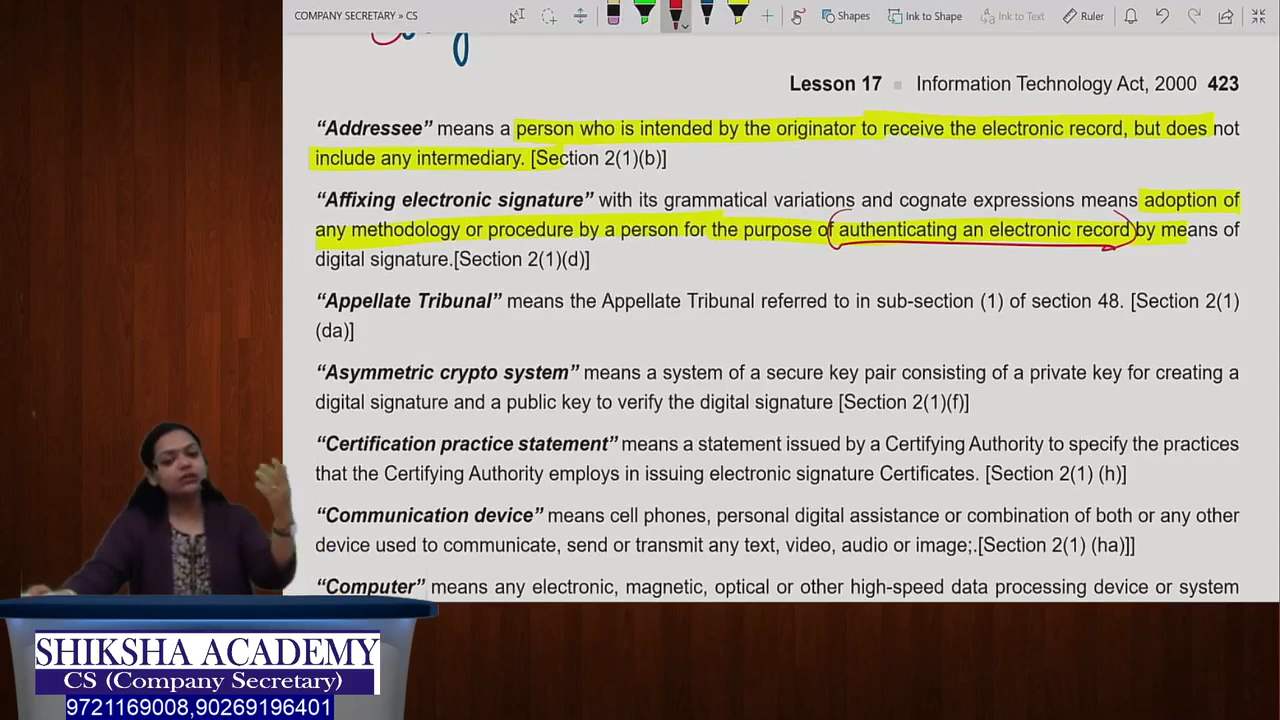 COMPANY SECRETARY » CS
Shapes
Ink to Shape
Ink to Text
Ruler
Lesson 17 ■ Information Technology Act, 2000 423
“Addressee” means a person who is intended by the originator to receive the electronic record, but does not
include any intermediary. [Section 2(1)(b)]
“Affixing electronic signature” with its grammatical variations and cognate expressions means adoption of
any methodology or procedure by a person for the purpose of authenticating an electronic record by means of
digital signature.[Section 2(1)(d)]
“Appellate Tribunal” means the Appellate Tribunal referred to in sub-section (1) of section 48. [Section 2(1)
(da)]
“Asymmetric crypto system” means a system of a secure key pair consisting of a private key for creating a
digital signature and a public key to verify the digital signature [Section 2(1)(f)]
“Certification practice statement” means a statement issued by a Certifying Authority to specify the practices
that the Certifying Authority employs in issuing electronic signature Certificates. [Section 2(1) (h)]
“Communication device” means cell phones, personal digital assistance or combination of both or any other
device used to communicate, send or transmit any text, video, audio or image;.[Section 2(1) (ha)]]
“Computer” means any electronic, magnetic, optical or other high-speed data processing device or system
SHIKSHA ACADEMY
CS (Company Secretary)
9721169008,90269196401